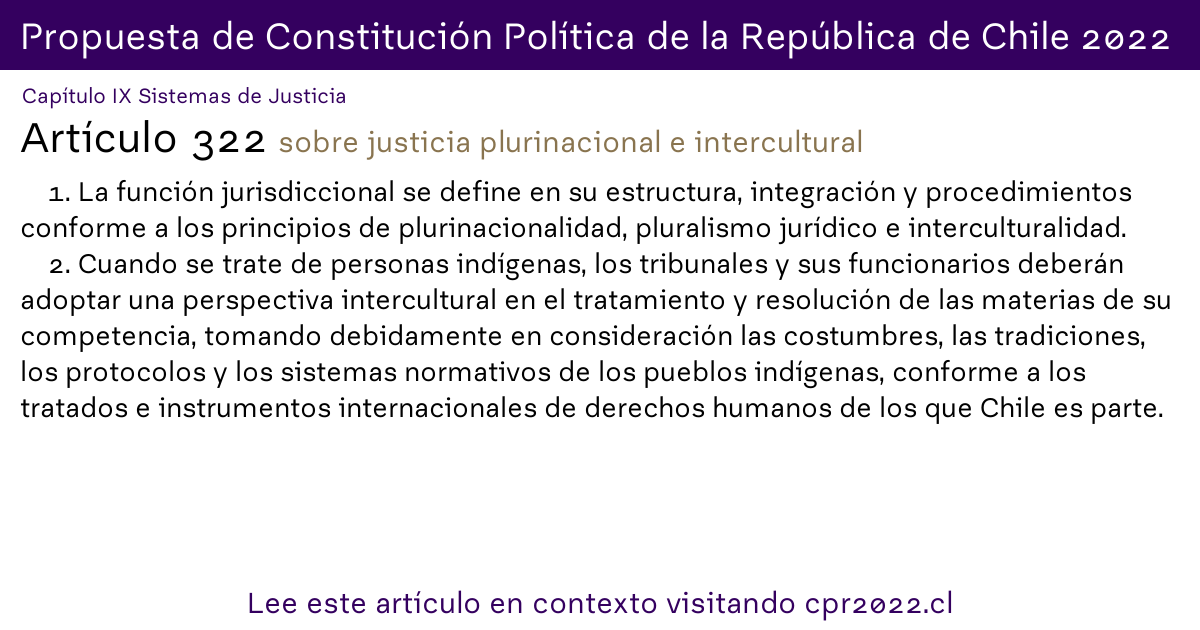 Propuesta de Constitución Política de la República de Chile 2022
Capítulo IX Sistemas de Justicia
Artículo 322 sobre justicia plurinacional e intercultural
1. La función jurisdiccional se define en su estructura, integración y procedimientos
conforme a los principios de plurinacionalidad, pluralismo jurídico e interculturalidad.
2. Cuando se trate de personas indígenas, los tribunales y sus funcionarios deberán
adoptar una perspectiva intercultural en el tratamiento y resolución de las materias de su
competencia, tomando debidamente en consideración las costumbres, las tradiciones,
los protocolos y los sistemas normativos de los pueblos indígenas, conforme a los
tratados e instrumentos internacionales de derechos humanos de los que Chile es parte.
Lee este artículo en contexto visitando cpr2022.cl